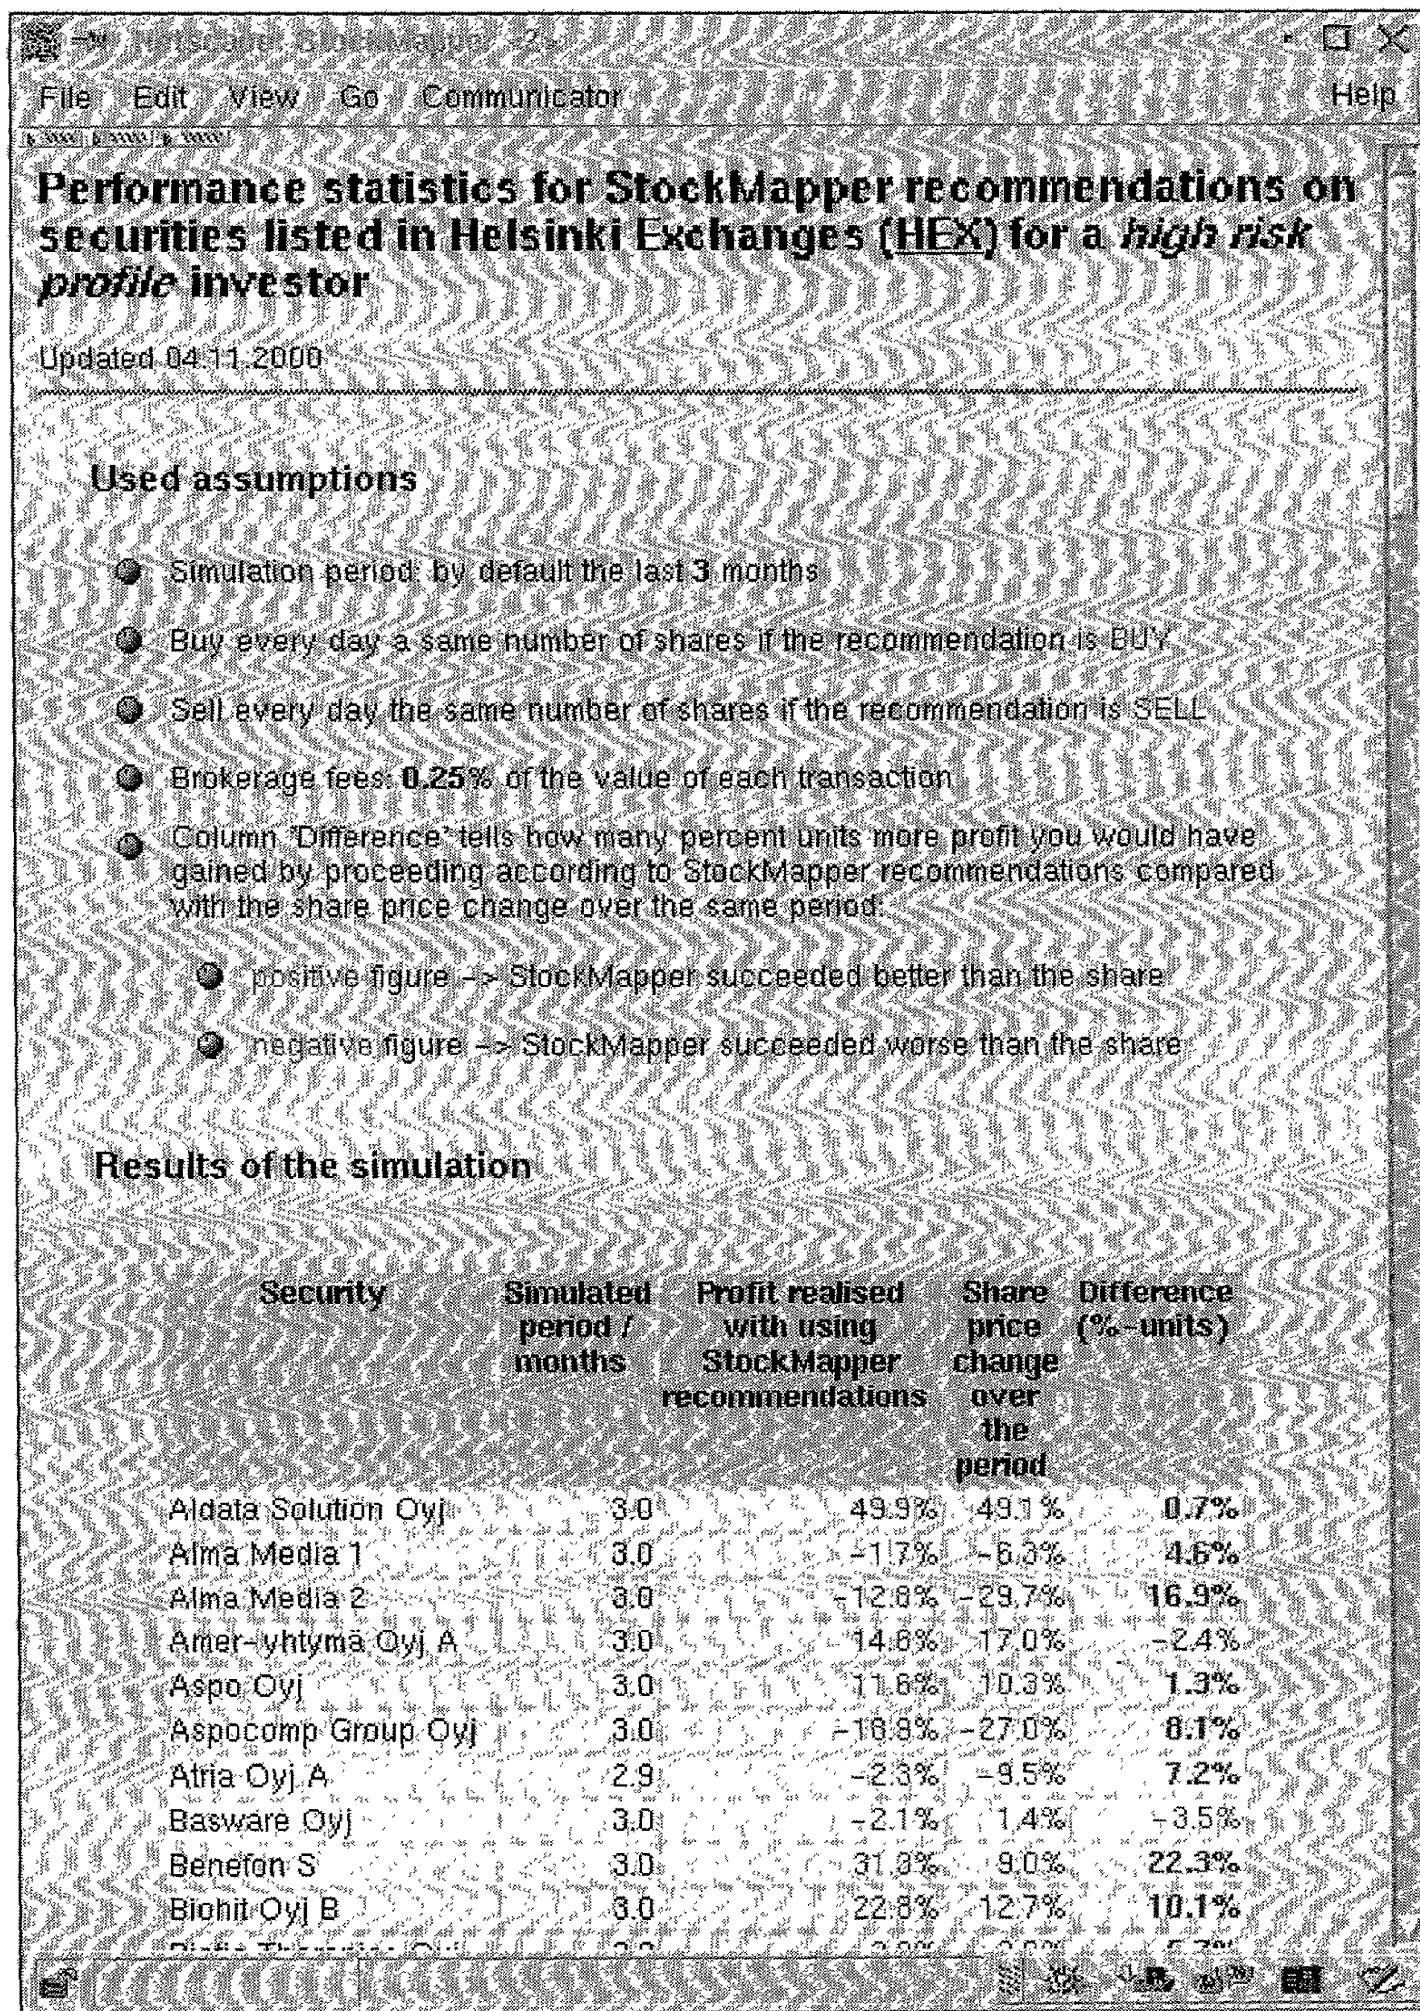 Netscape: StockMapper
File Edit View Go Communicator Help
Performance statistics for StockMapper recommendations on
securities listed in Helsinki Exchanges (HEX) for a high risk
profile investor
Updated 04.11.2000
Used assumptions
Simulation period: by default the last 3 months
Buy every day a same number of shares if the recommendation is BUY
Sell every day the same number of shares if the recommendation is SELL
Brokerage fees: 0.25% of the value of each transaction
Column 'Difference' tells how many percent units more profit you would have
gained by proceeding according to StockMapper recommendations compared
with the share price change over the same period:
positive figure --> StockMapper succeeded better than the share
negative figure --> StockMapper succeeded worse than the share
Results of the simulation
Security Simulated Profit realised Share Difference
period / with using price (%-units)
months StockMapper change
recommendations over
the
period
Aldata Solution Oyj 3.0 49.9% 49.1% 0.7%
Alma Media 1 3.0 -1.7% -6.3% 4.6%
Alma Media 2 3.0 -12.8% -29.7% 16.9%
Amer-yhtymä Oyj A 3.0 14.6% 17.0% -2.4%
Aspo Oyj 3.0 11.6% 10.3% 1.3%
Aspocomp Group Oyj 3.0 -18.8% -27.0% 8.1%
Atria Oyj A 2.9 -2.3% -9.5% 7.2%
Basware Oyj 3.0 -2.1% 1.4% -3.5%
Benefon S 3.0 31.3% 9.0% 22.3%
Biohit Oyj B 3.0 22.8% 12.7% 10.1%